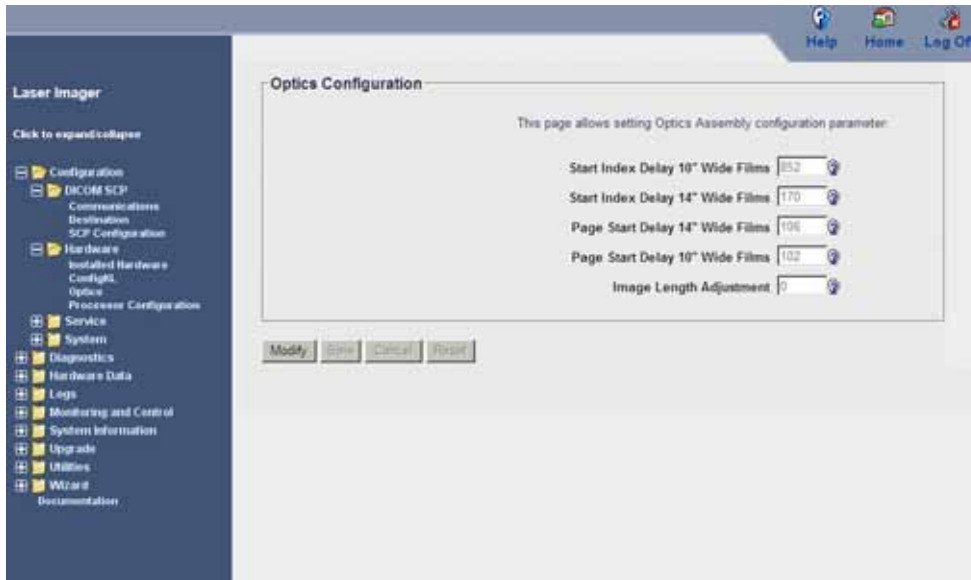 Help Home Log Of
Laser Imager
Click to expand/collapse
Configuration
DICOM SCP
Communications
Destination
SCP Configuration
Hardware
Installed Hardware
Optics
Processor Configuration
Service
System
Diagnostics
Hardware Data
Logs
Monitoring and Control
System Information
Upgrade
Utilities
Wizard
Documentation
Optics Configuration
This page allows setting Optics Assembly configuration parameter
Start Index Delay 10" Wide Films 852
Start Index Delay 14" Wide Films 170
Page Start Delay 14" Wide Films 106
Page Start Delay 10" Wide Films 102
Image Length Adjustment 0
Modify Save Cancel Reset